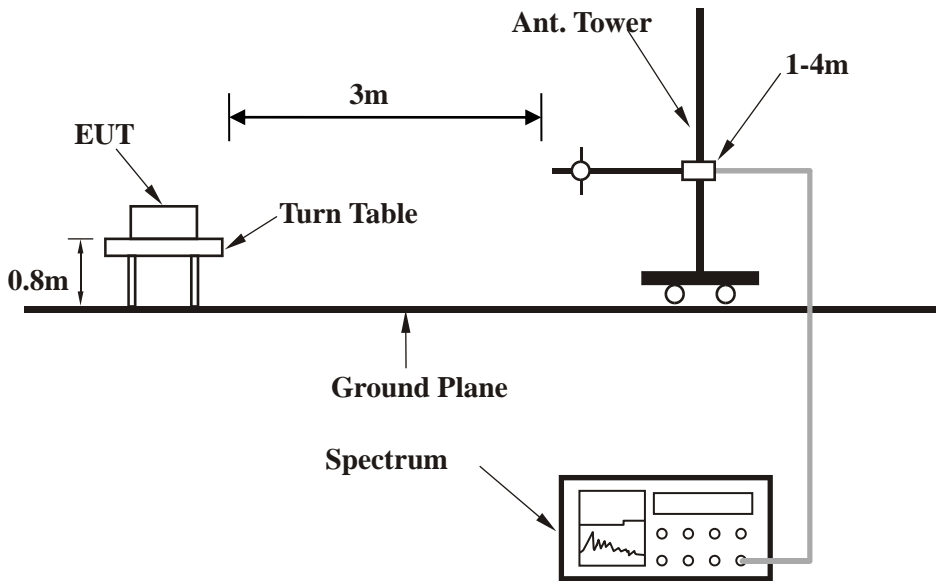 Ant. Tower
1-4m
3m
EUT
Turn Table
0.8m
Ground Plane
Spectrum